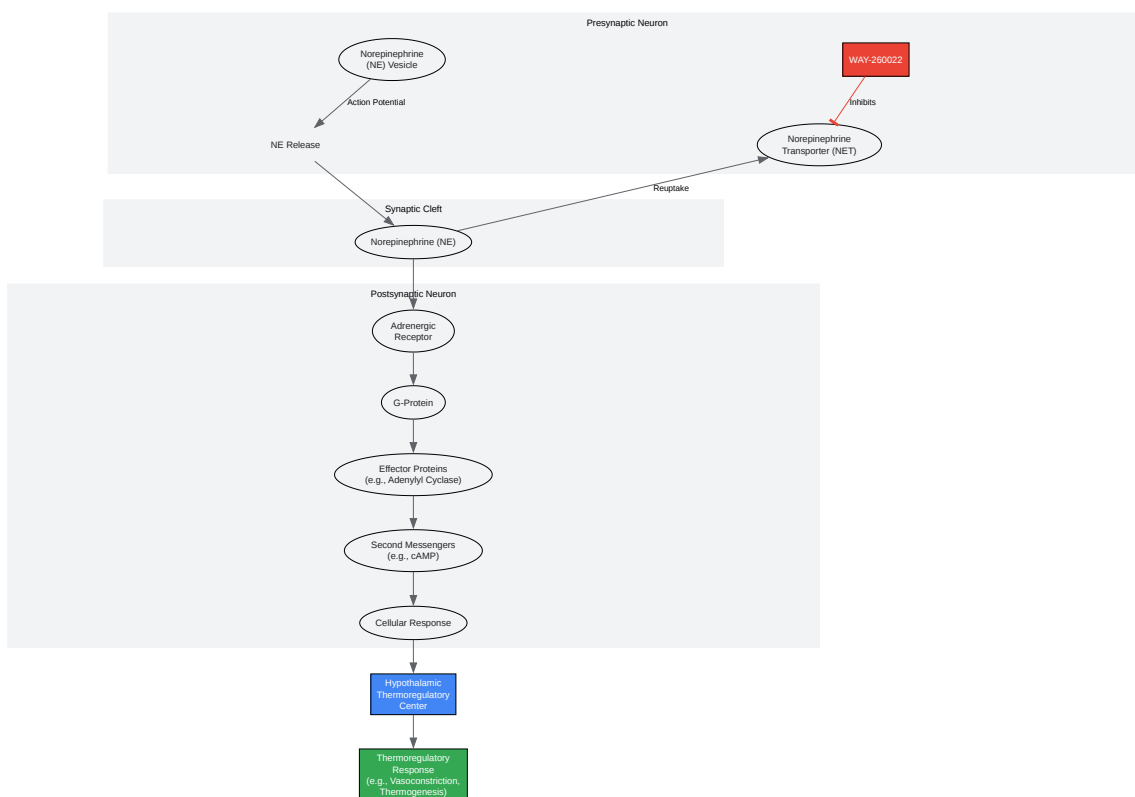 Presynaptic Neuron
Norepinephrine
(NE) Vesicle
WAY-260022
Action Potential
Inhibits
NE Release
Norepinephrine
Transporter (NET)
Reuptake
Synaptic Cleft
Norepinephrine (NE)
Postsynaptic Neuron
Adrenergic
Receptor
G-Protein
Effector Proteins
(e.g., Adenylyl Cyclase)
Second Messengers
(e.g., cAMP)
Cellular Response
Hypothalamic
Thermoregulatory
Center
Thermoregulatory
Response
(e.g., Vasoconstriction,
Thermogenesis)